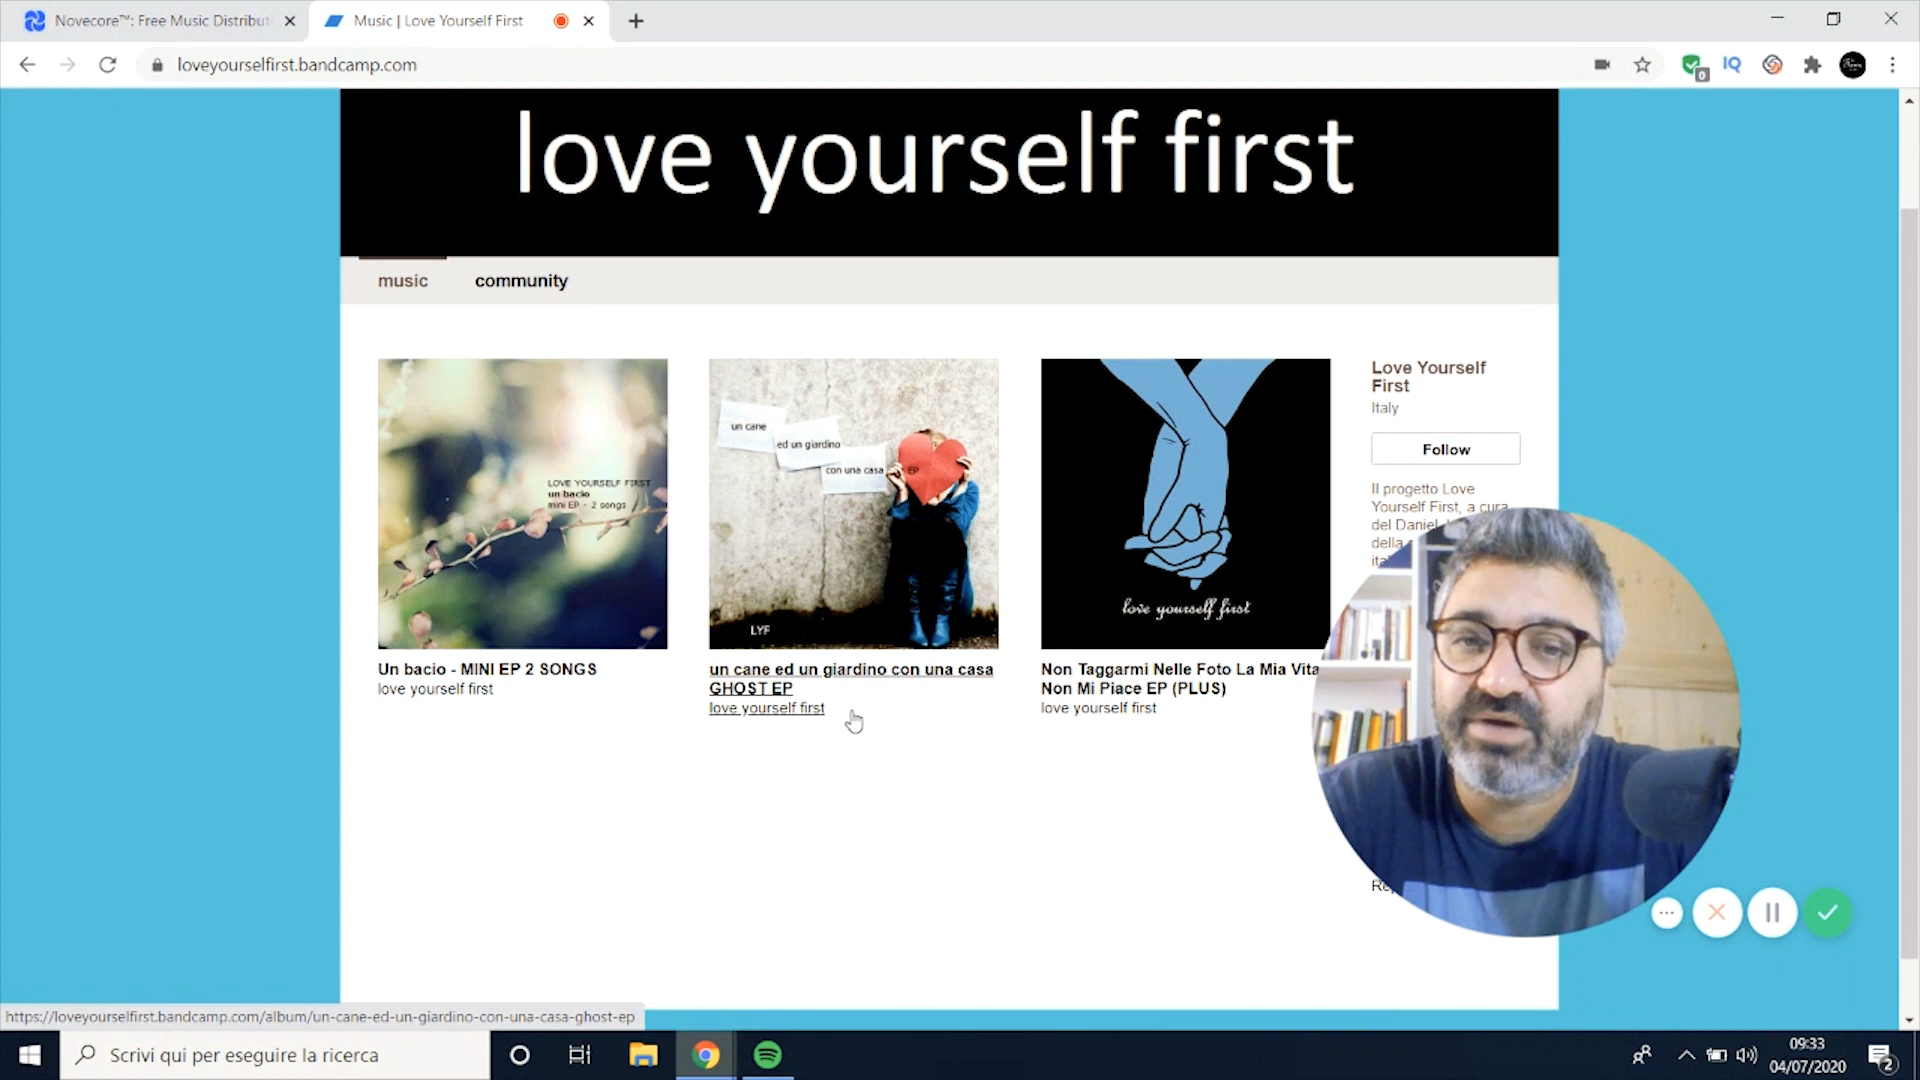 Novecore™: Free Music Distribut
Music | Love Yourself First
loveyourselfirst.bandcamp.com
0
IQ
love yourself first
music
community
LOVE YOURSELF FIRST
un bacio
mini EP - 2 songs
un cane
ed un giardino
con una casa
EP
LYF
love yourself first
Love Yourself
First
Italy
Follow
Il progetto Love
Yourself First, a cura
del Daniel
della
Un bacio - MINI EP 2 SONGS
love yourself first
un cane ed un giardino con una casa
GHOST EP
love yourself first
Non Taggarmi Nelle Foto La Mia Vita
Non Mi Piace EP (PLUS)
love yourself first
https://loveyourselfirst.bandcamp.com/album/un-cane-ed-un-giardino-con-una-casa-ghost-ep
Scrivi qui per eseguire la ricerca
09:33
04/07/2020
2